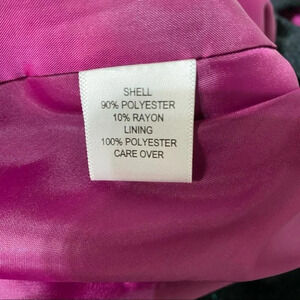 SHELL
90% POLYESTER
10% RAYON
LINING
100% POLYESTER
CARE OVER